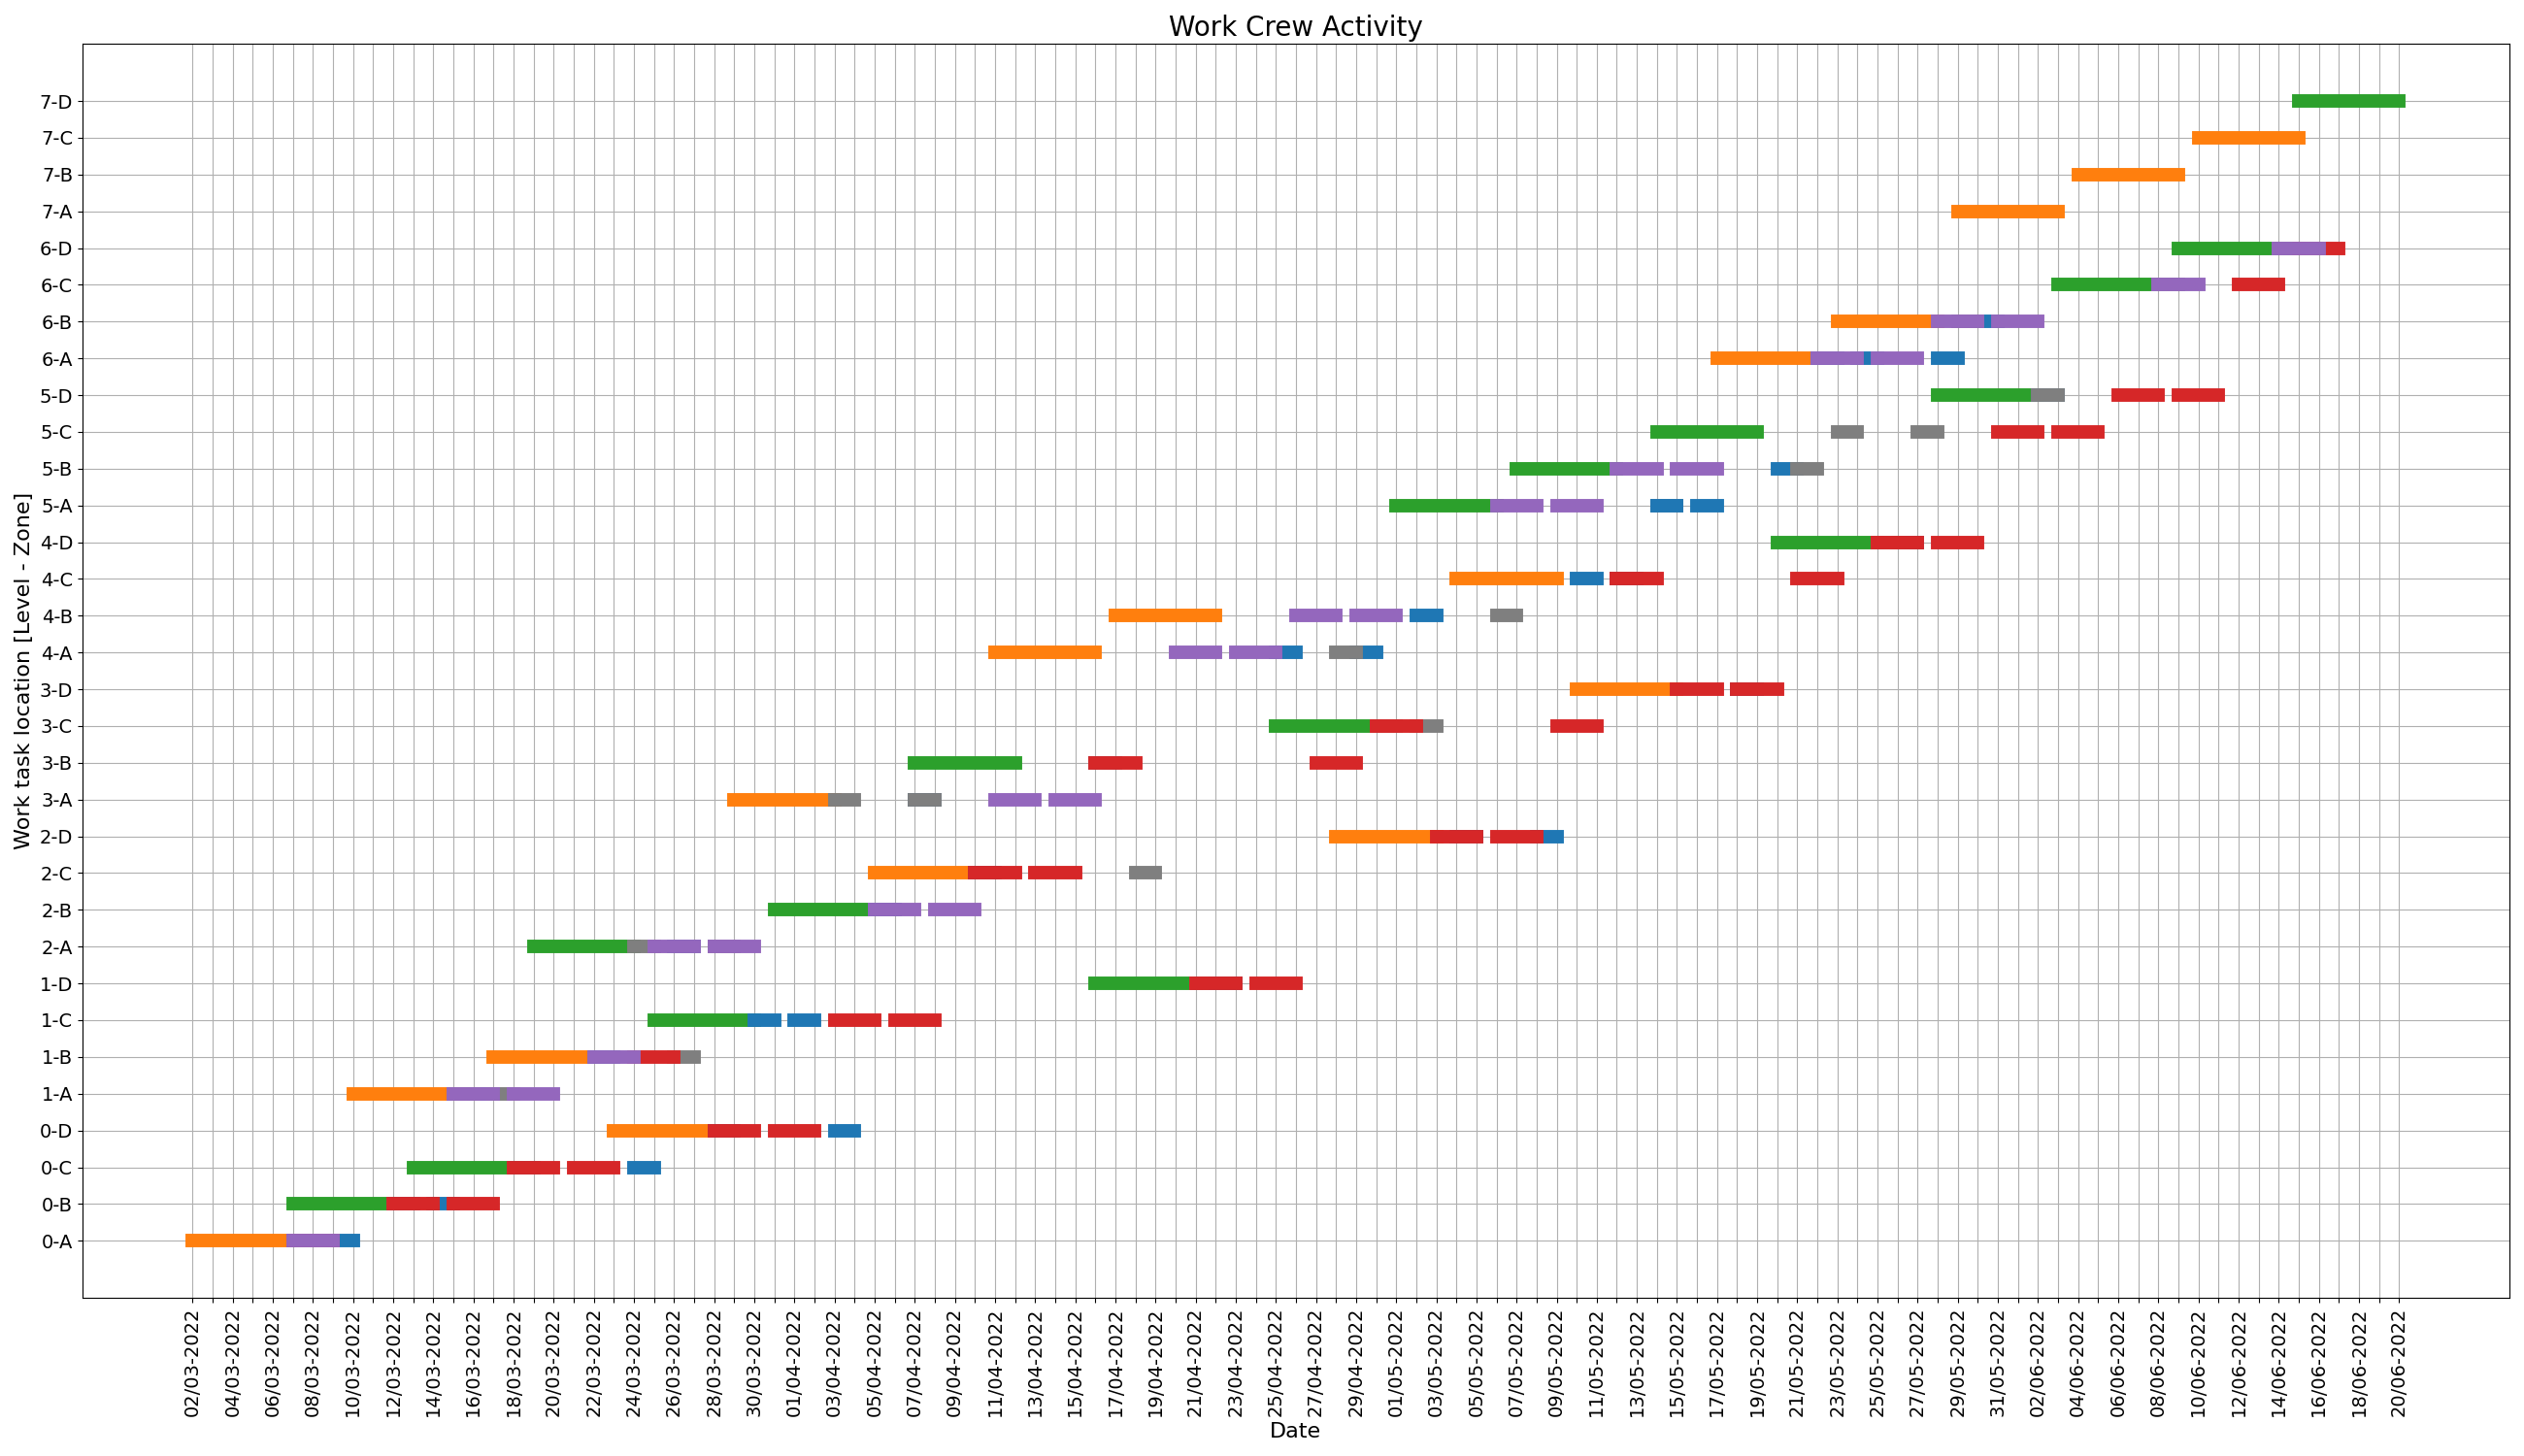 Work Crew Activity
Work task location [Level - Zone]
7-D
7-C
7-B
7-A
6-D
6-C
6-B
6-A
5-D
5-C
5-B
5-A
4-D
4-C
4-B
4-A
3-D
3-C
3-B
3-A
2-D
2-C
2-B
2-A
1-D
1-C
1-B
1-A
0-D
0-C
0-B
0-A
02/03-2022
04/03-2022
06/03-2022
08/03-2022
10/03-2022
12/03-2022
14/03-2022
16/03-2022
18/03-2022
20/03-2022
22/03-2022
24/03-2022
26/03-2022
28/03-2022
30/03-2022
01/04-2022
03/04-2022
05/04-2022
07/04-2022
09/04-2022
11/04-2022
13/04-2022
15/04-2022
17/04-2022
19/04-2022
21/04-2022
23/04-2022
25/04-2022
27/04-2022
29/04-2022
01/05-2022
03/05-2022
05/05-2022
07/05-2022
09/05-2022
11/05-2022
13/05-2022
15/05-2022
17/05-2022
19/05-2022
21/05-2022
23/05-2022
25/05-2022
27/05-2022
29/05-2022
31/05-2022
02/06-2022
04/06-2022
06/06-2022
08/06-2022
10/06-2022
12/06-2022
14/06-2022
16/06-2022
18/06-2022
20/06-2022
Date